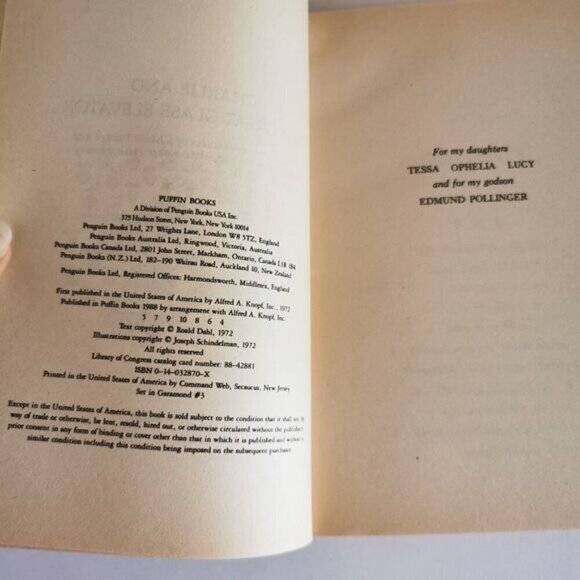 PUFFIN BOOKS
A Division of Penguin Books USA Inc.
375 Hudson Street, New York, New York 10014
Penguin Books Ltd, 27 Wrights Lane, London W8 5TZ, England
Penguin Books Australia Ltd, Ringwood, Victoria, Australia
Penguin Books Canada Ltd, 2801 John Street, Markham, Ontario, Canada L3R 1B4
Penguin Books (N.Z.) Ltd, 182-190 Wairau Road, Auckland 10, New Zealand
Penguin Books Ltd, Registered Offices: Harmondsworth, Middlesex, England
First published in the United States of America by Alfred A. Knopf, Inc., 1972
Published in Puffin Books 1988 by arrangement with Alfred A. Knopf, Inc.
5 7 9 10 8 6 4
Text copyright © Roald Dahl, 1972
Illustrations copyright © Joseph Schindelman, 1972
All rights reserved
Library of Congress catalog card number: 88-42881
ISBN 0-14-032870-X
Printed in the United States of America by Command Web, Secaucus, New Jersey
Set in Garamond #3
Except in the United States of America, this book is sold subject to the condition that it shall not, by
way of trade or otherwise, be lent, resold, hired out, or otherwise circulated without the publisher's
prior consent in any form of binding or cover other than that in which it is published and without a
similar condition including this condition being imposed on the subsequent purchaser
For my daughters
TESSA OPHELIA LUCY
and for my godson
EDMUND POLLINGER
CHARLIE AND
GREAT GLASS ELEVATOR